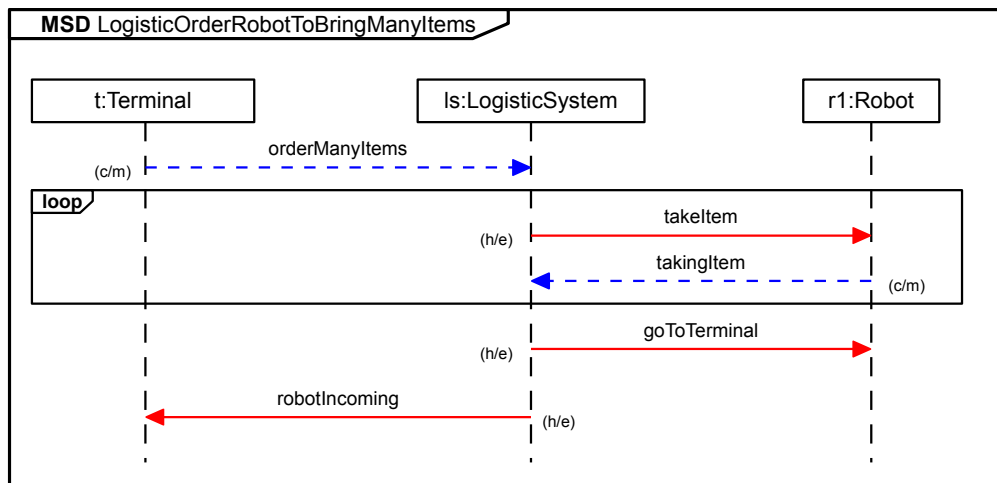 MSD LogisticOrderRobotToBringManyItems
t:Terminal
ls:LogisticSystem
r1:Robot
orderManyItems
(c/m)
loop
takeItem
(h/e)
takingItem
(c/m)
goToTerminal
(h/e)
robotIncoming
(h/e)